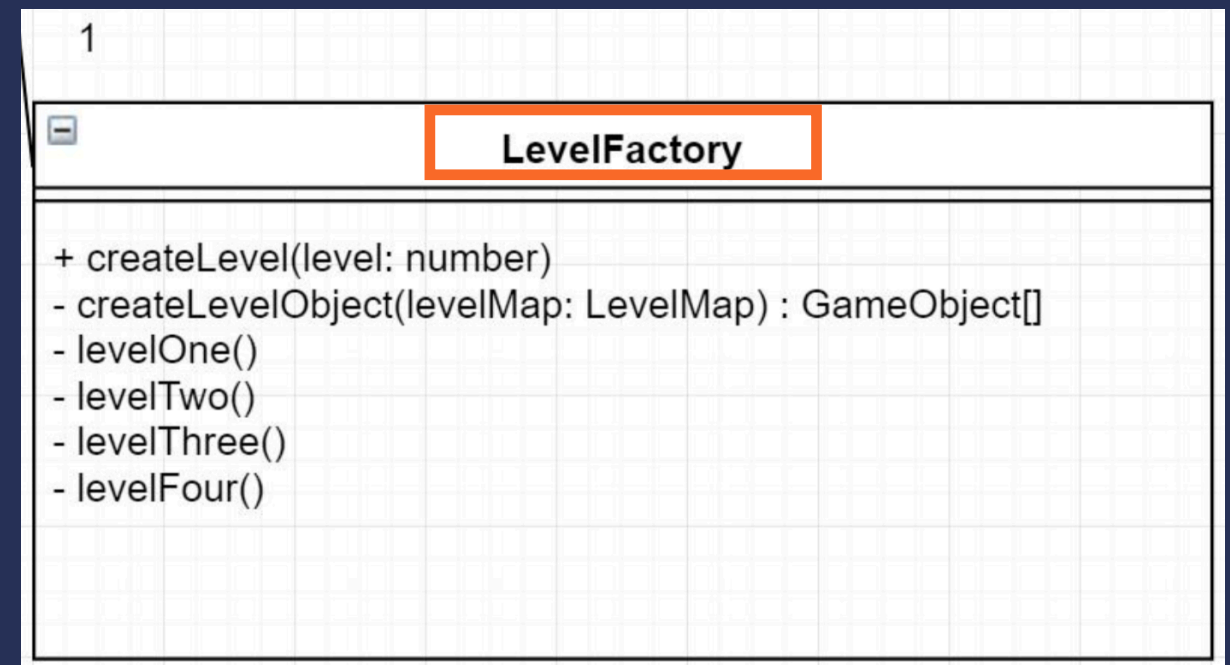 1
LevelFactory
+ createLevel(level: number)
- createLevelObject(levelMap: LevelMap) : GameObject[]
- levelOne()
- levelTwo()
- levelThree()
- levelFour()